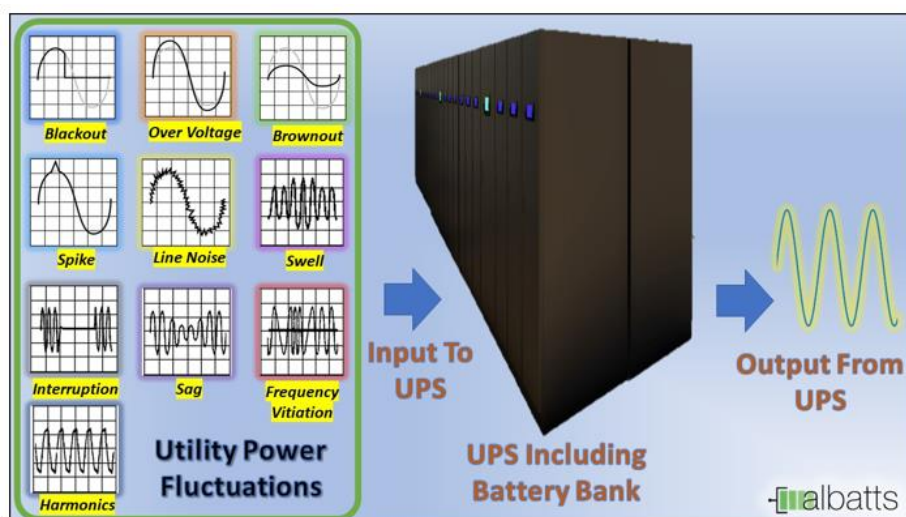 Blackout
Over Voltage
Brownout
Spike
Line Noise
Swell
Interruption
Sag
Frequency
Vitiation
Harmonics
Utility Power
Fluctuations
Input To
UPS
UPS Including
Battery Bank
Output From
UPS
albatts